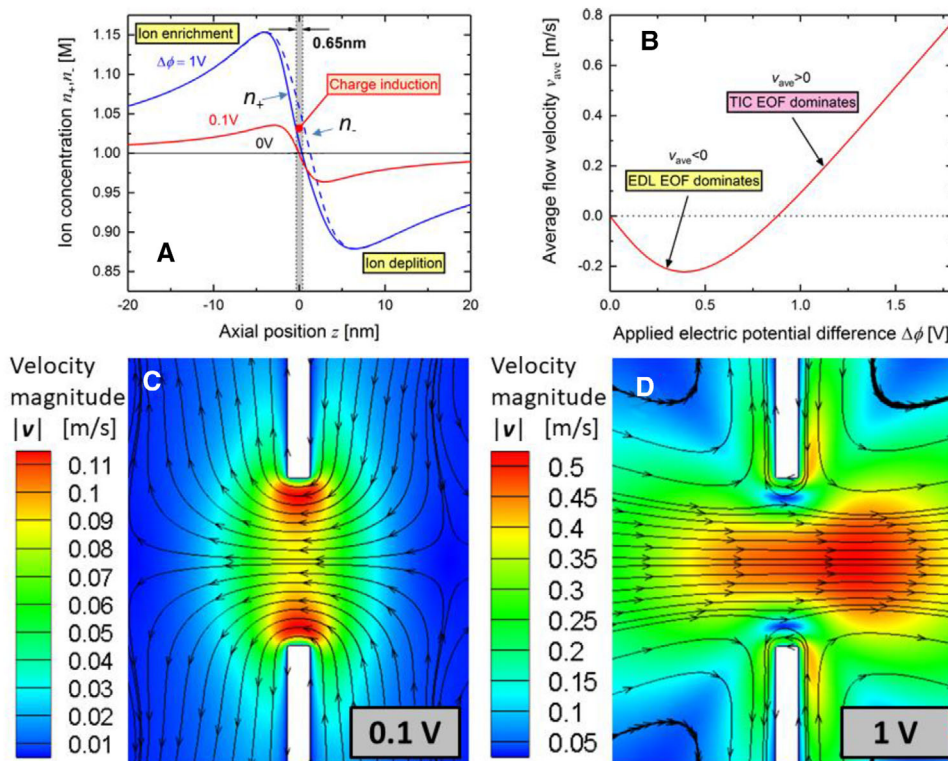 Ion concentration n₊,n₋ [M]
1.15
1.10
1.05
1.00
0.95
0.90
0.85
Ion enrichment
0.65nm
Δϕ = 1V
n₊
Charge induction
n₋
0.1V
0V
A
Ion deplition
-20
-10
0
10
20
Axial position z [nm]
Average flow velocity v_ave [m/s]
0.8
0.6
0.4
0.2
0.0
-0.2
B
v_ave>0
TIC EOF dominates
v_ave<0
EDL EOF dominates
0.0
0.5
1.0
1.5
Applied electric potential difference Δϕ [V]
Velocity
magnitude
|v| [m/s]
0.11
0.1
0.09
0.08
0.07
0.06
0.05
0.04
0.03
0.02
0.01
C
0.1 V
Velocity
magnitude
|v| [m/s]
0.5
0.45
0.4
0.35
0.3
0.25
0.2
0.15
0.1
0.05
D
1 V